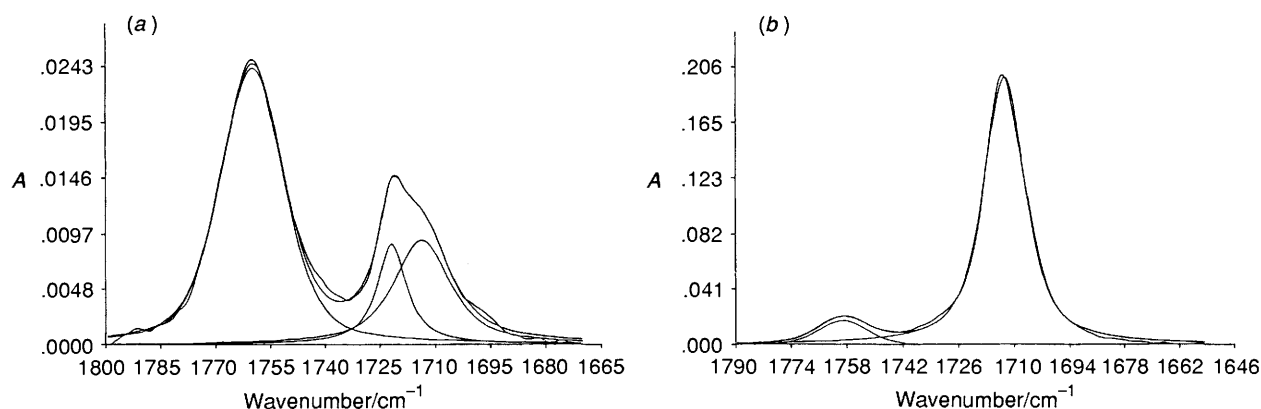 (a)
.0243
.0195
A .0146
.0097
.0048
.0000
1800 1785 1770 1755 1740 1725 1710 1695 1680 1665
Wavenumber/cm⁻¹
(b)
.206
.165
A .123
.082
.041
.000
1790 1774 1758 1742 1726 1710 1694 1678 1662 1646
Wavenumber/cm⁻¹